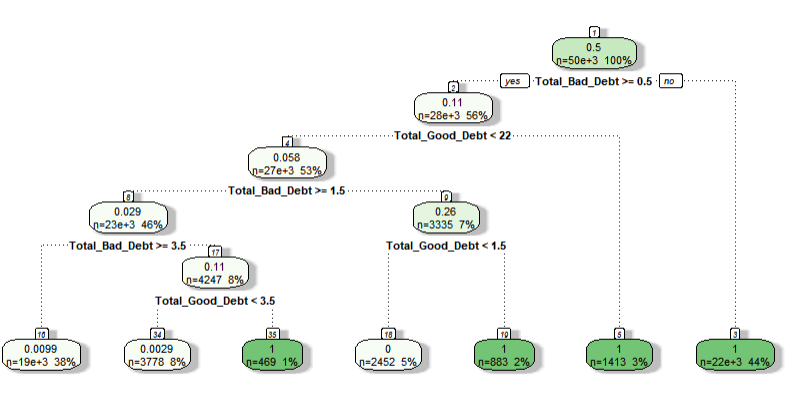 1
0.5
n=50e+3 100%
yes Total_Bad_Debt >= 0.5 no
2
0.11
n=28e+3 56%
Total_Good_Debt < 22
4
0.058
n=27e+3 53%
Total_Bad_Debt >= 1.5
8
0.029
n=23e+3 46%
9
0.26
n=3335 7%
Total_Bad_Debt >= 3.5
Total_Good_Debt < 1.5
17
0.11
n=4247 8%
Total_Good_Debt < 3.5
16
0.0099
n=19e+3 38%
34
0.0029
n=3778 8%
35
1
n=469 1%
18
0
n=2452 5%
19
1
n=883 2%
5
1
n=1413 3%
3
1
n=22e+3 44%